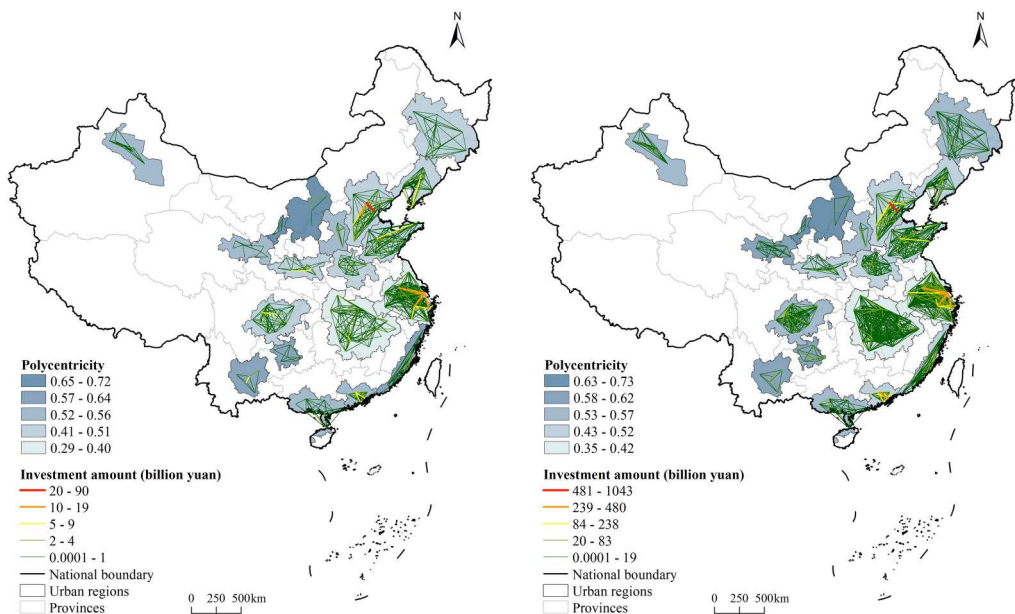 N
Polycentricity
0.65 - 0.72
0.57 - 0.64
0.52 - 0.56
0.41 - 0.51
0.29 - 0.40
Investment amount (billion yuan)
20 - 90
10 - 19
5 - 9
2 - 4
0.0001 - 1
National boundary
Urban regions
Provinces
0 250 500km
N
Polycentricity
0.63 - 0.73
0.58 - 0.62
0.53 - 0.57
0.43 - 0.52
0.35 - 0.42
Investment amount (billion yuan)
481 - 1043
239 - 480
84 - 238
20 - 83
0.0001 - 19
National boundary
Urban regions
Provinces
0 250 500km